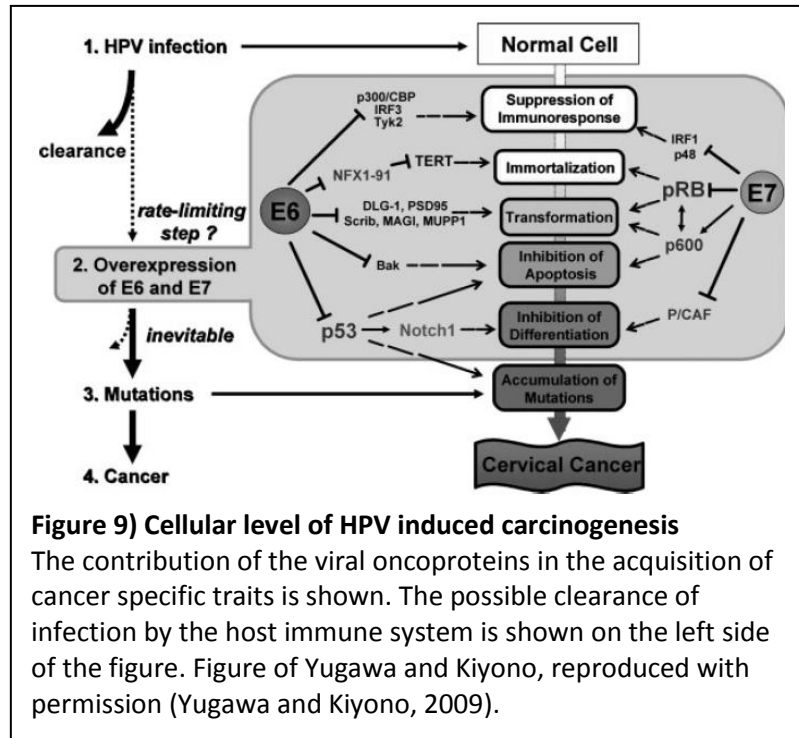 1. HPV infection
Normal Cell
clearance
rate-limiting
step ?
2. Overexpression
of E6 and E7
inevitable
3. Mutations
4. Cancer
E6
p300/CBP
IRF3
Tyk2
NFX1-91
TERT
DLG-1, PSD95
Scrib, MAGI, MUPP1
Bak
p53
Notch1
Suppression of
Immunoresponse
Immortalization
Transformation
Inhibition of
Apoptosis
Inhibition of
Differentiation
Accumulation of
Mutations
Cervical Cancer
IRF1
p48
pRB
E7
p600
P/CAF
Figure 9) Cellular level of HPV induced carcinogenesis
The contribution of the viral oncoproteins in the acquisition of
cancer specific traits is shown. The possible clearance of
infection by the host immune system is shown on the left side
of the figure. Figure of Yugawa and Kiyono, reproduced with
permission (Yugawa and Kiyono, 2009).